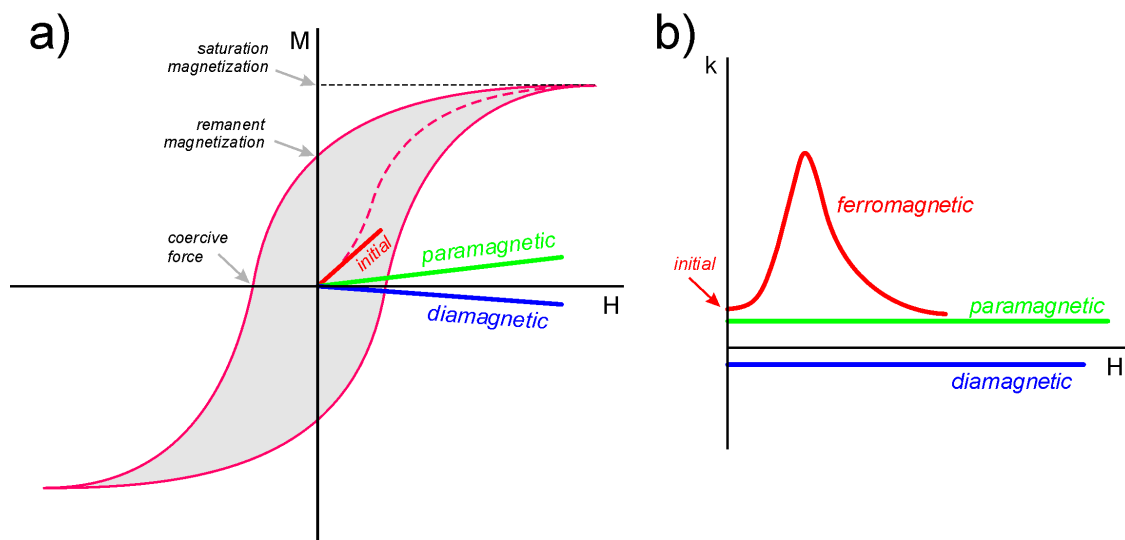 a)
M
saturation
magnetization
remanent
magnetization
coercive
force
initial
paramagnetic
diamagnetic
H
b)
k
ferromagnetic
initial
paramagnetic
diamagnetic
H